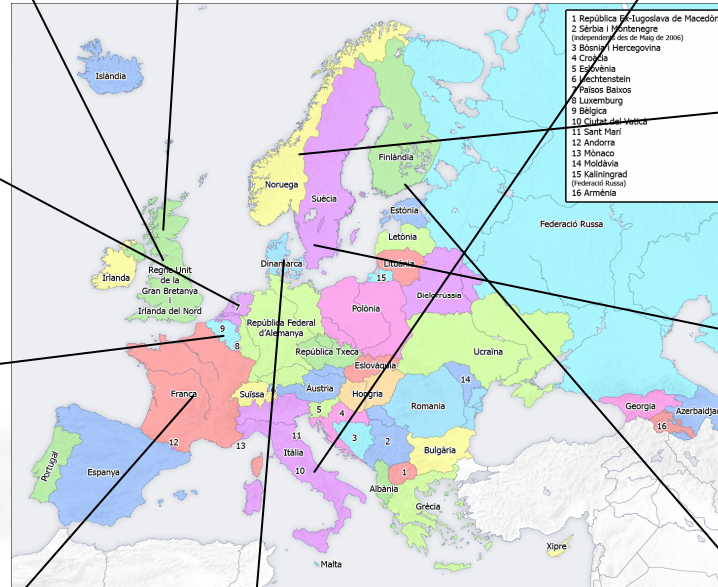 1 República Ex-Iugoslava de Macedòn
2 Sèrbia i Montenegre
(independents des de Maig de 2006)
3 Bòsnia i Hercegovina
4 Croàcia
5 Eslovènia
6 Liechtenstein
7 Països Baixos
8 Luxemburg
9 Bèlgica
10 Ciutat del Vaticà
11 Sant Marí
12 Andorra
13 Mònaco
14 Moldàvia
15 Kaliningrad
(Federació Russa)
16 Armènia
Islàndia
Noruega
Suècia
Finlàndia
Estònia
Letònia
Lituània
15
Federació Russa
Dinamarca
Irlanda
Regne Unit
de la
Gran Bretanya
i
Irlanda del Nord
7
9
8
República Federal
d'Alemanya
Polònia
Bielorrússia
República Txeca
Ucraïna
Eslovàquia
França
Suïssa
6
Àustria
Hongria
14
Romania
5
4
3
2
1
11
Itàlia
10
13
12
Portugal
Espanya
Bulgària
Albània
Grècia
Malta
Xipre
Georgia
16
Azerbaidjan